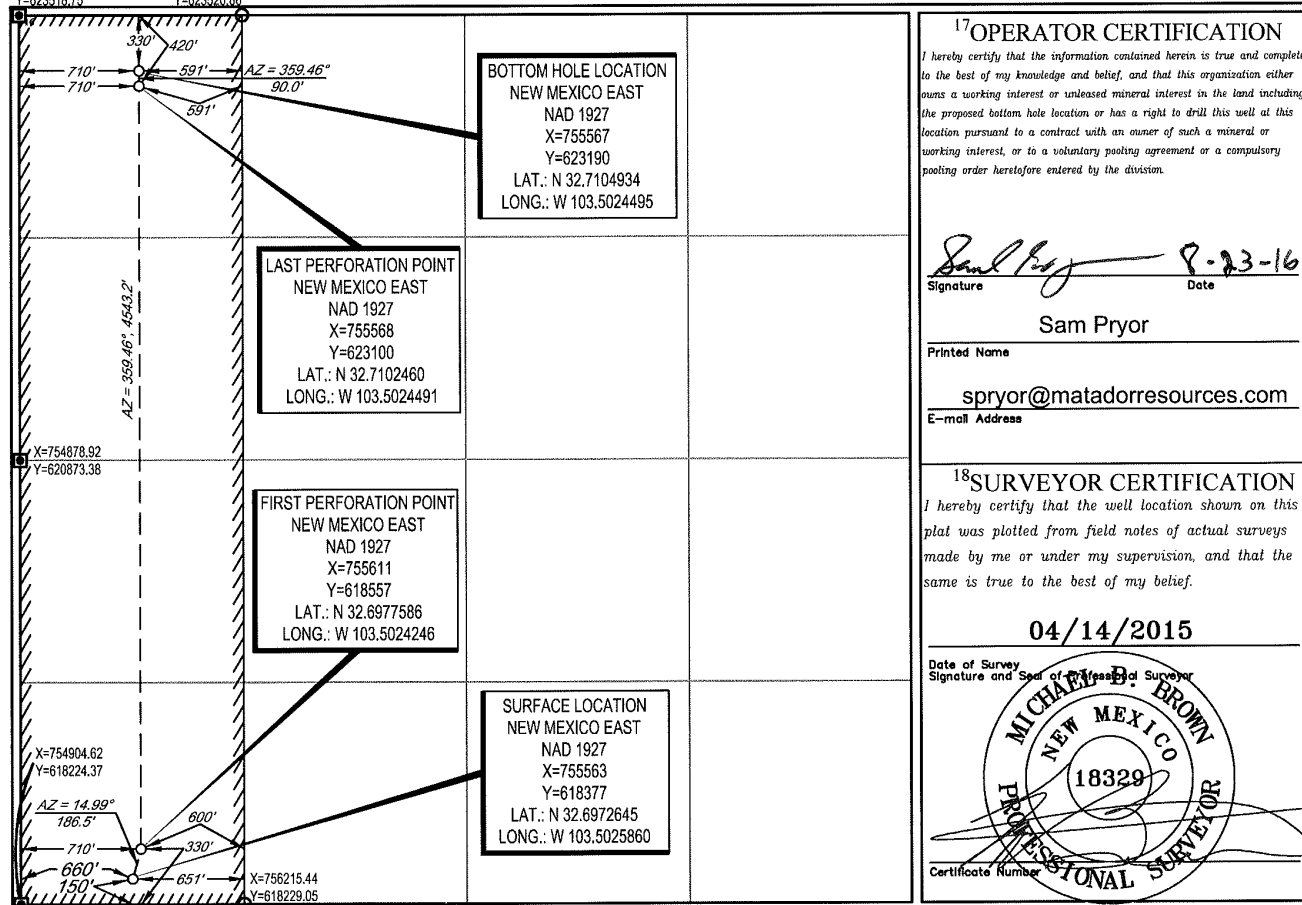 Y=623518.75 Y=623520.88
330'
420'
710'
591'
AZ = 359.46°
90.0'
710'
591'
BOTTOM HOLE LOCATION
NEW MEXICO EAST
NAD 1927
X=755567
Y=623190
LAT.: N 32.7104934
LONG.: W 103.5024495
LAST PERFORATION POINT
NEW MEXICO EAST
NAD 1927
X=755568
Y=623100
LAT.: N 32.7102460
LONG.: W 103.5024491
AZ = 359.46°, 4543.2'
X=754878.92
Y=620873.38
FIRST PERFORATION POINT
NEW MEXICO EAST
NAD 1927
X=755611
Y=618557
LAT.: N 32.6977586
LONG.: W 103.5024246
SURFACE LOCATION
NEW MEXICO EAST
NAD 1927
X=755563
Y=618377
LAT.: N 32.6972645
LONG.: W 103.5025860
X=754904.62
Y=618224.37
AZ = 14.99°
186.5'
600'
710'
330'
660'
150'
651'
X=756215.44
Y=618229.05
17OPERATOR CERTIFICATION
I hereby certify that the information contained herein is true and complete
to the best of my knowledge and belief, and that this organization either
owns a working interest or unleased mineral interest in the land including
the proposed bottom hole location or has a right to drill this well at this
location pursuant to a contract with an owner of such a mineral or
working interest, or to a voluntary pooling agreement or a compulsory
pooling order heretofore entered by the division.
8-23-16
Signature Date
Sam Pryor
Printed Name
spryor@matadorresources.com
E-mail Address
18SURVEYOR CERTIFICATION
I hereby certify that the well location shown on this
plat was plotted from field notes of actual surveys
made by me or under my supervision, and that the
same is true to the best of my belief.
04/14/2015
Date of Survey
Signature and Seal of Professional Surveyor
MICHAEL B. BROWN
NEW MEXICO
18329
PROFESSIONAL SURVEYOR
Certificate Number